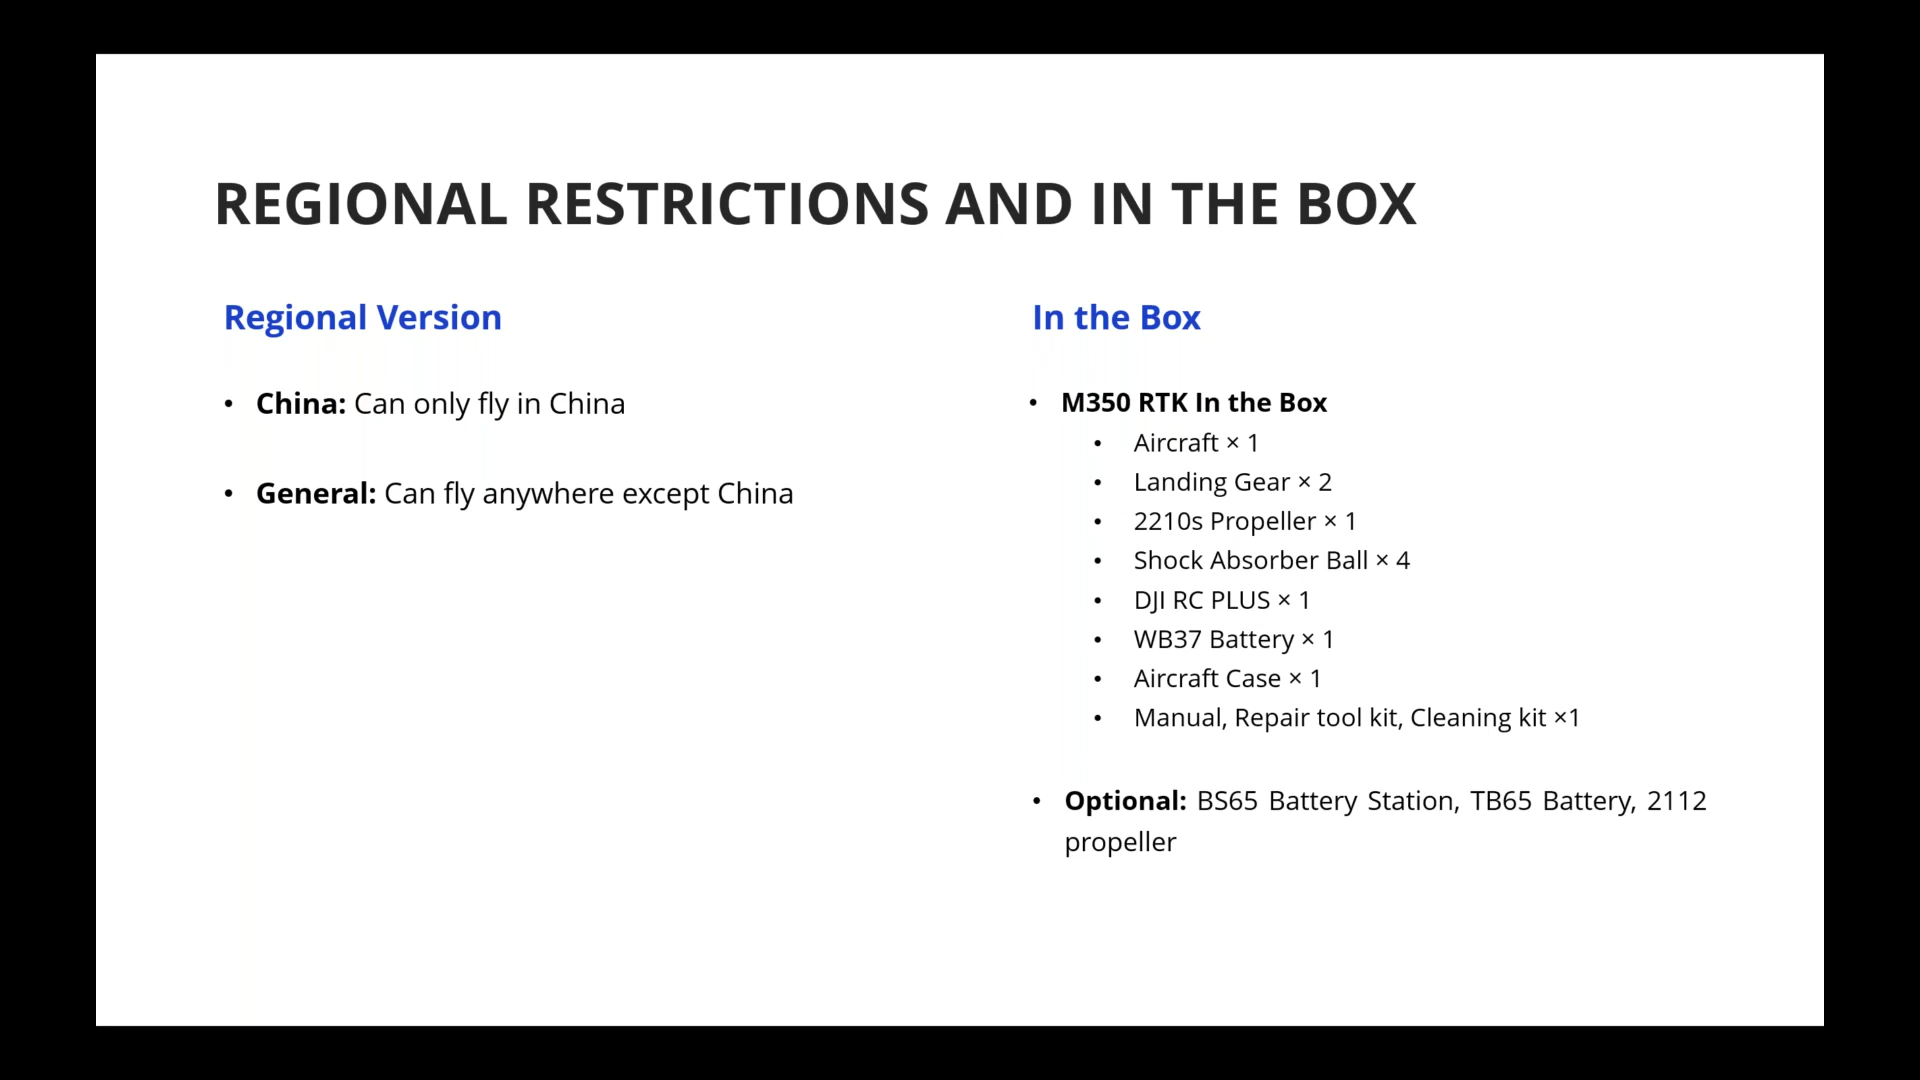 REGIONAL RESTRICTIONS AND IN THE BOX
Regional Version
• China: Can only fly in China
• General: Can fly anywhere except China
In the Box
• M350 RTK In the Box
• Aircraft × 1
• Landing Gear × 2
• 2210s Propeller × 1
• Shock Absorber Ball × 4
• DJI RC PLUS × 1
• WB37 Battery × 1
• Aircraft Case × 1
• Manual, Repair tool kit, Cleaning kit ×1
• Optional: BS65 Battery Station, TB65 Battery, 2112
propeller